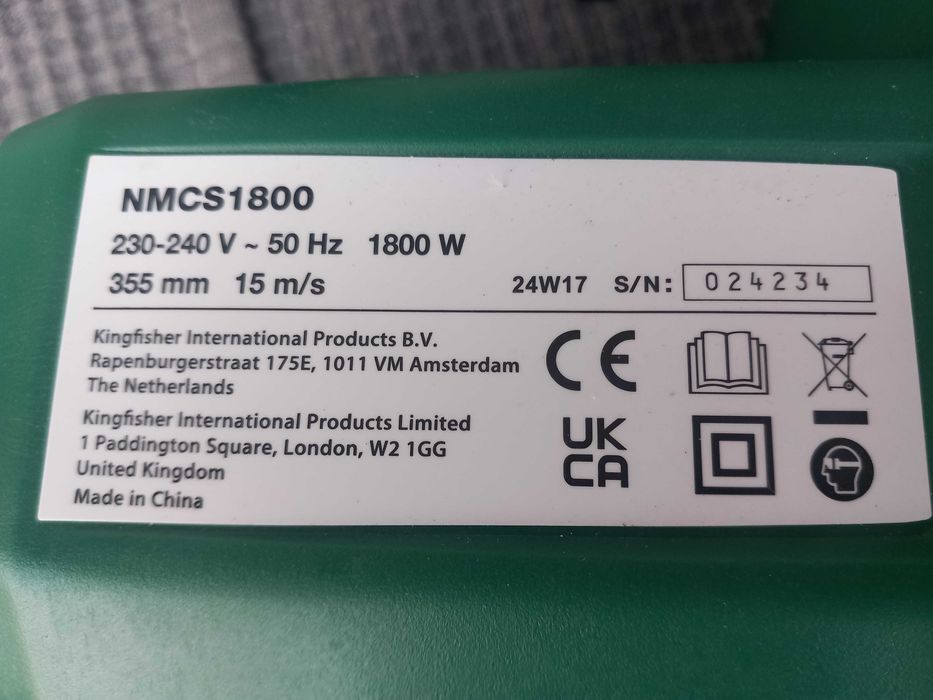 NMCS1800
230-240 V ~ 50 Hz 1800 W
355 mm 15 m/s 24W17 S/N: 024234
Kingfisher International Products B.V.
Rapenburgerstraat 175E, 1011 VM Amsterdam
The Netherlands
CE
Kingfisher International Products Limited
1 Paddington Square, London, W2 1GG
United Kingdom
Made in China
UK
CA